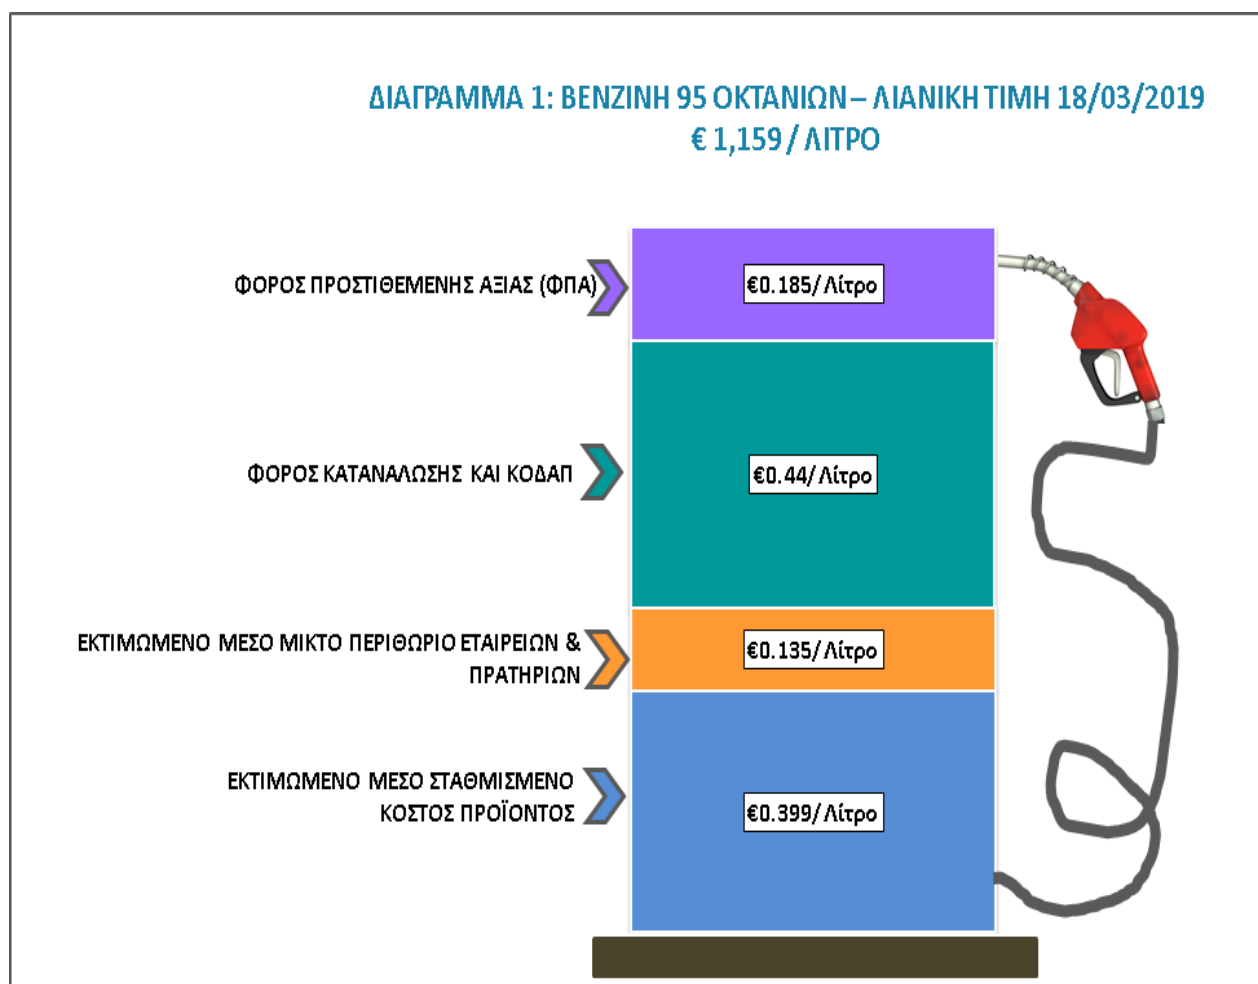 ΔΙΑΓΡΑΜΜΑ 1: ΒΕΝΖΙΝΗ 95 ΟΚΤΑΝΙΩΝ – ΛΙΑΝΙΚΗ ΤΙΜΗ 18/03/2019
€ 1,159 / ΛΙΤΡΟ
ΦΟΡΟΣ ΠΡΟΣΤΙΘΕΜΕΝΗΣ ΑΞΙΑΣ (ΦΠΑ)
€0.185/ Λίτρο
ΦΟΡΟΣ ΚΑΤΑΝΑΛΩΣΗΣ ΚΑΙ ΚΟΔΑΠ
€0.44/ Λίτρο
ΕΚΤΙΜΩΜΕΝΟ ΜΕΣΟ ΜΙΚΤΟ ΠΕΡΙΘΩΡΙΟ ΕΤΑΙΡΕΙΩΝ &
ΠΡΑΤΗΡΙΩΝ
€0.135/ Λίτρο
ΕΚΤΙΜΩΜΕΝΟ ΜΕΣΟ ΣΤΑΘΜΙΣΜΕΝΟ
ΚΟΣΤΟΣ ΠΡΟΪΟΝΤΟΣ
€0.399/ Λίτρο